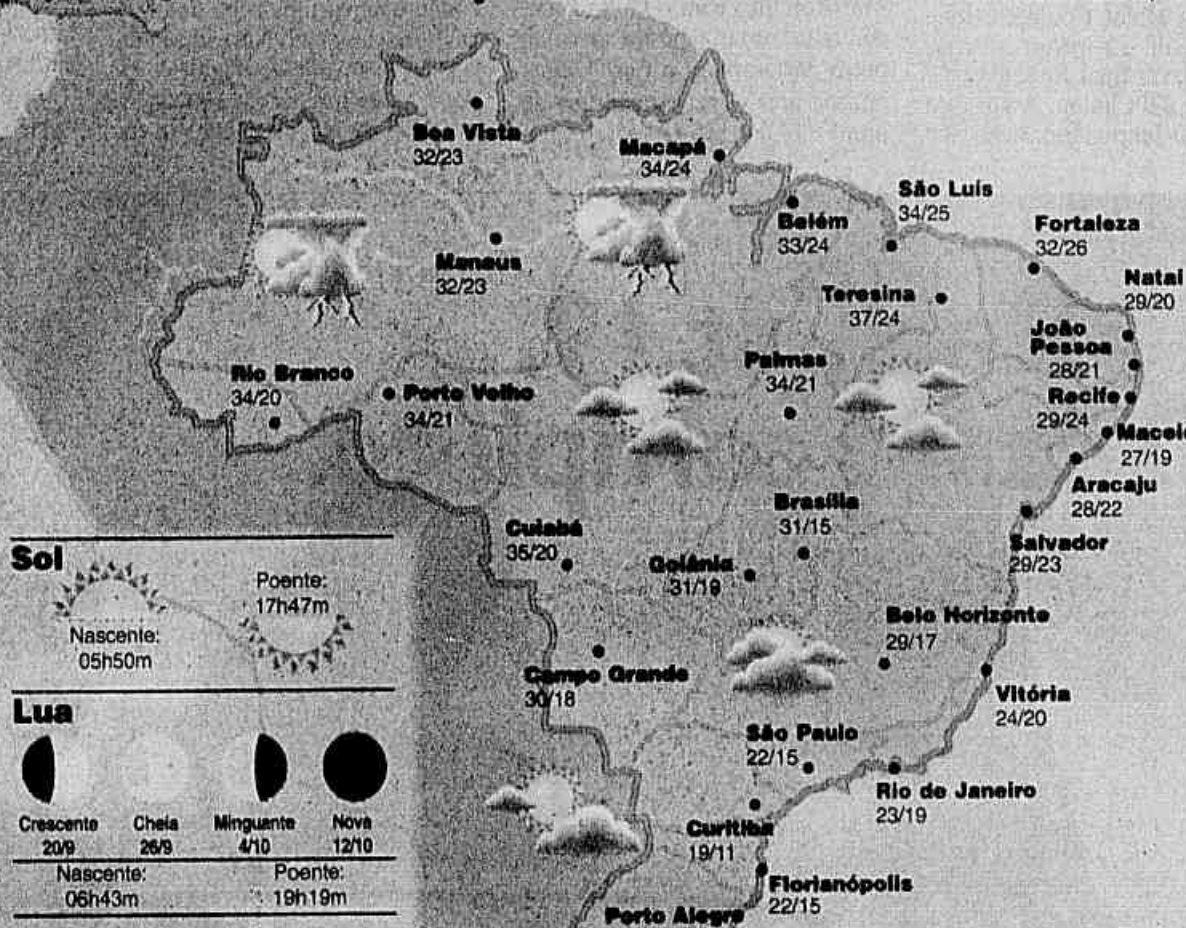 Boa Vista
32/23
Macapá
34/24
Belém
33/24
São Luís
34/25
Fortaleza
32/26
Natal
29/20
Manaus
32/23
Teresina
37/24
João
Pessoa
28/21
Recife
29/24
Maceió
27/19
Aracaju
28/22
Salvador
29/23
Rio Branco
34/20
Porto Velho
34/21
Palmas
34/21
Brasília
31/15
Cuiabá
35/20
Goiânia
31/19
Belo Horizonte
29/17
Campo Grande
30/18
Vitória
24/20
São Paulo
22/15
Rio de Janeiro
23/19
Curitiba
19/11
Florianópolis
22/15
Porto Alegre
Sol
Nascente:
05h50m
Poente:
17h47m
Lua
Crescente
20/9
Cheia
26/9
Minguante
4/10
Nova
12/10
Nascente:
06h43m
Poente:
19h19m